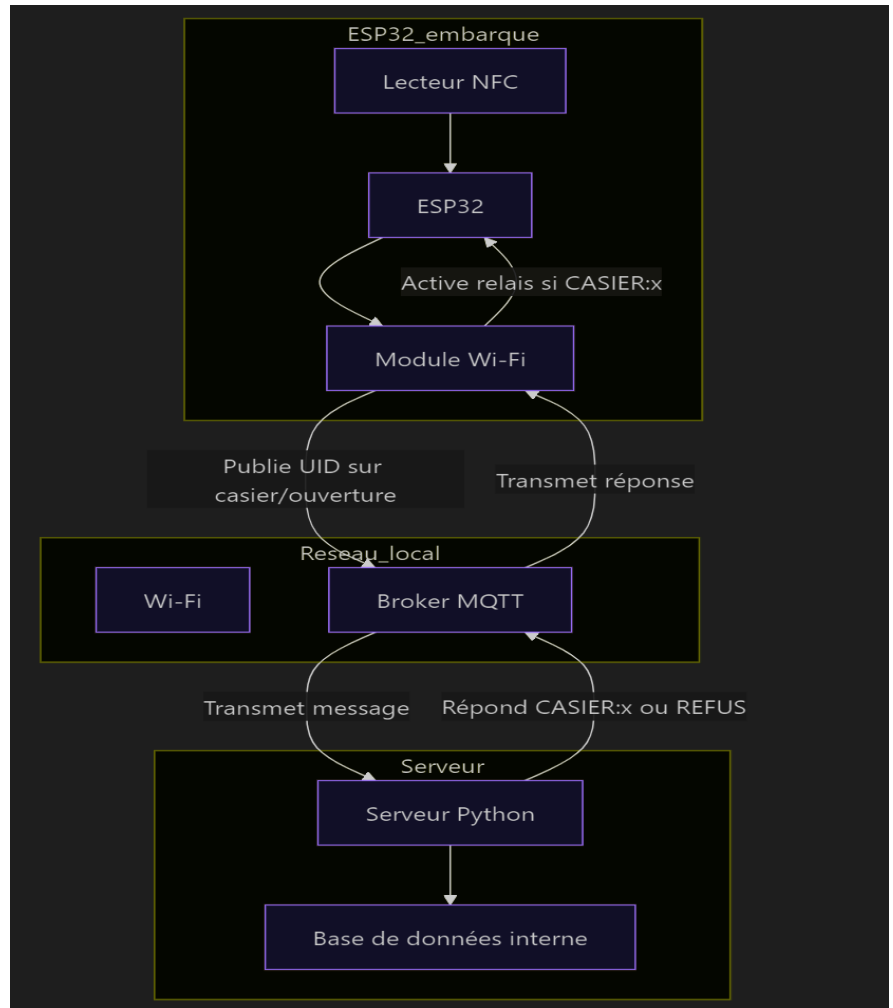 ESP32_embarque
Lecteur NFC
ESP32
Active relais si CASIER:x
Module Wi-Fi
Publie UID sur
casier/ouverture
Transmet réponse
Reseau_local
Wi-Fi
Broker MQTT
Transmet message
Répond CASIER:x ou REFUS
Serveur
Serveur Python
Base de données interne